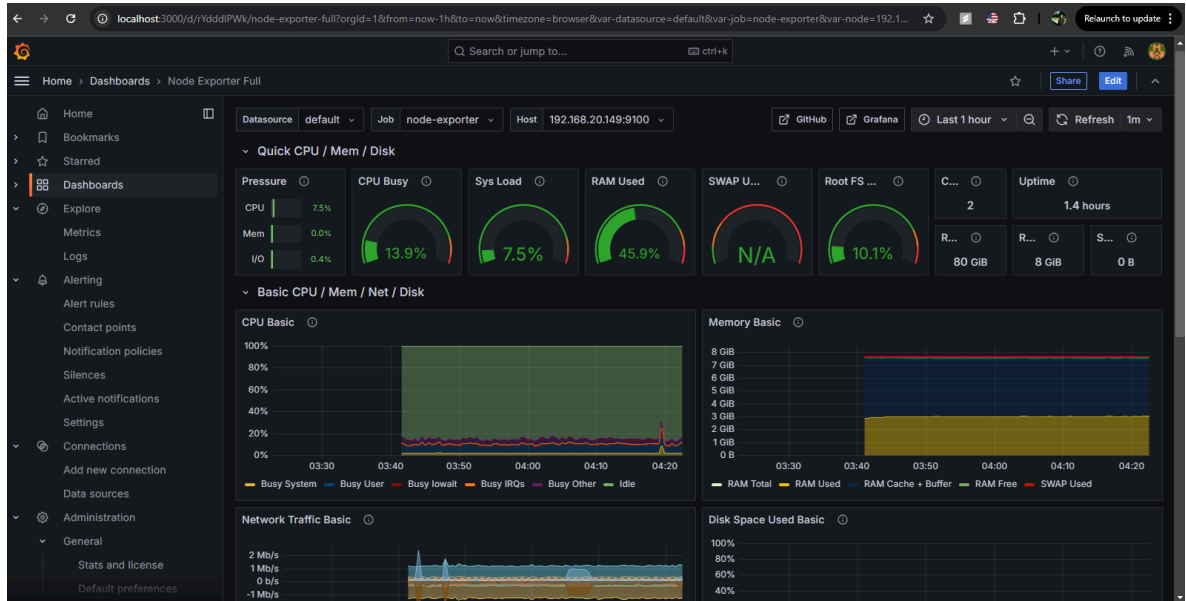 localhost:3000/d/rYdddlPWk/node-exporter-full?orgId=1&from=now-1h&to=now&timezone=browser&var-datasource=default&var-job=node-exporter&var-node=192.1...
Relaunch to update
Search or jump to...
ctrl+k
Home > Dashboards > Node Exporter Full
Share
Edit
Home
Bookmarks
Starred
Dashboards
Explore
Metrics
Logs
Alerting
Alert rules
Contact points
Notification policies
Silences
Active notifications
Settings
Connections
Add new connection
Data sources
Administration
General
Stats and license
Default preferences
Datasource default
Job node-exporter
Host 192.168.20.149:9100
GitHub
Grafana
Last 1 hour
Refresh 1m
Quick CPU / Mem / Disk
Pressure
CPU 7.5%
Mem 0.0%
I/O 0.4%
CPU Busy
13.9%
Sys Load
7.5%
RAM Used
45.9%
SWAP U...
N/A
Root FS ...
10.1%
C...
2
Uptime
1.4 hours
R...
80 GiB
R...
8 GiB
S...
0 B
Basic CPU / Mem / Net / Disk
CPU Basic
100%
80%
60%
40%
20%
0%
03:30 03:40 03:50 04:00 04:10 04:20
Busy System Busy User Busy Iowait Busy IRQs Busy Other Idle
Memory Basic
8 GiB
7 GiB
6 GiB
5 GiB
4 GiB
3 GiB
2 GiB
1 GiB
0 B
03:30 03:40 03:50 04:00 04:10 04:20
RAM Total RAM Used RAM Cache + Buffer RAM Free SWAP Used
Network Traffic Basic
2 Mb/s
1 Mb/s
0 b/s
-1 Mb/s
Disk Space Used Basic
100%
80%
60%
40%